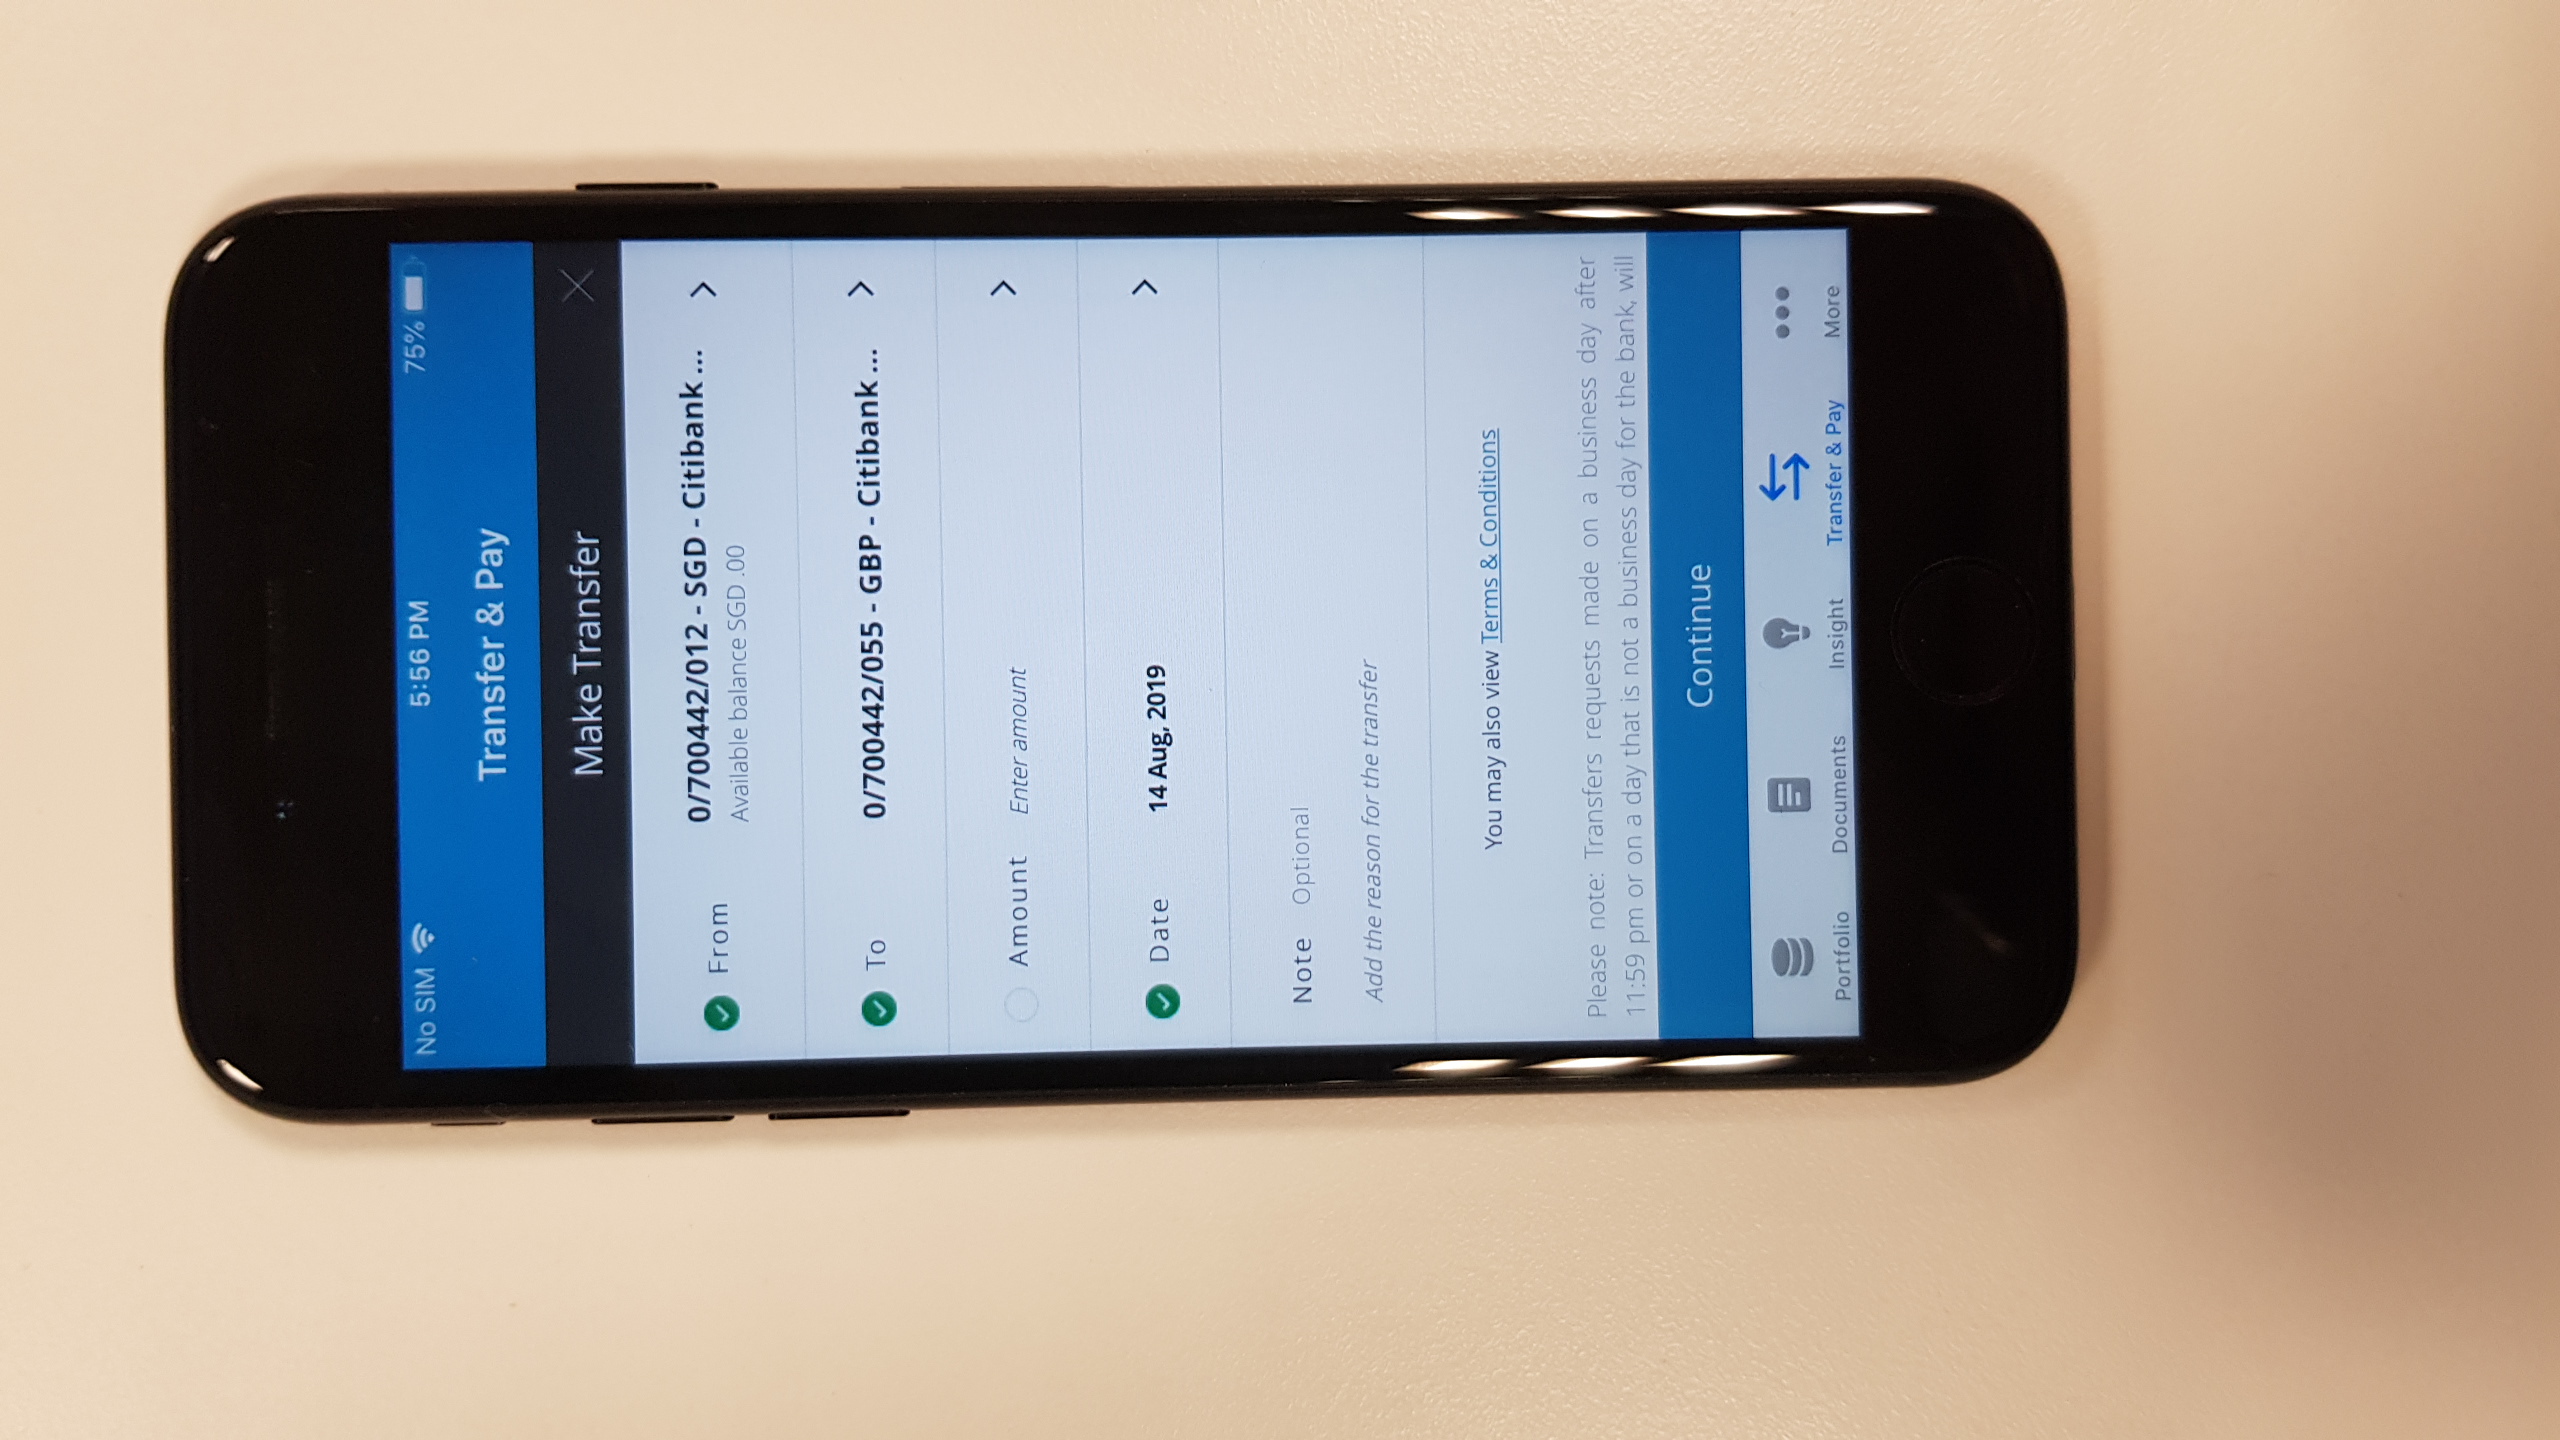 No SIM 5:56 PM 75%
Transfer & Pay
Make Transfer
From 0/700442/012 - SGD - Citibank ...
Available balance SGD .00
To 0/700442/055 - GBP - Citibank ...
Amount Enter amount
Date 14 Aug, 2019
Note Optional
Add the reason for the transfer
You may also view Terms & Conditions
Please note: Transfers requests made on a business day after
11:59 pm or on a day that is not a business day for the bank, will
Continue
Portfolio Documents Insight Transfer & Pay More